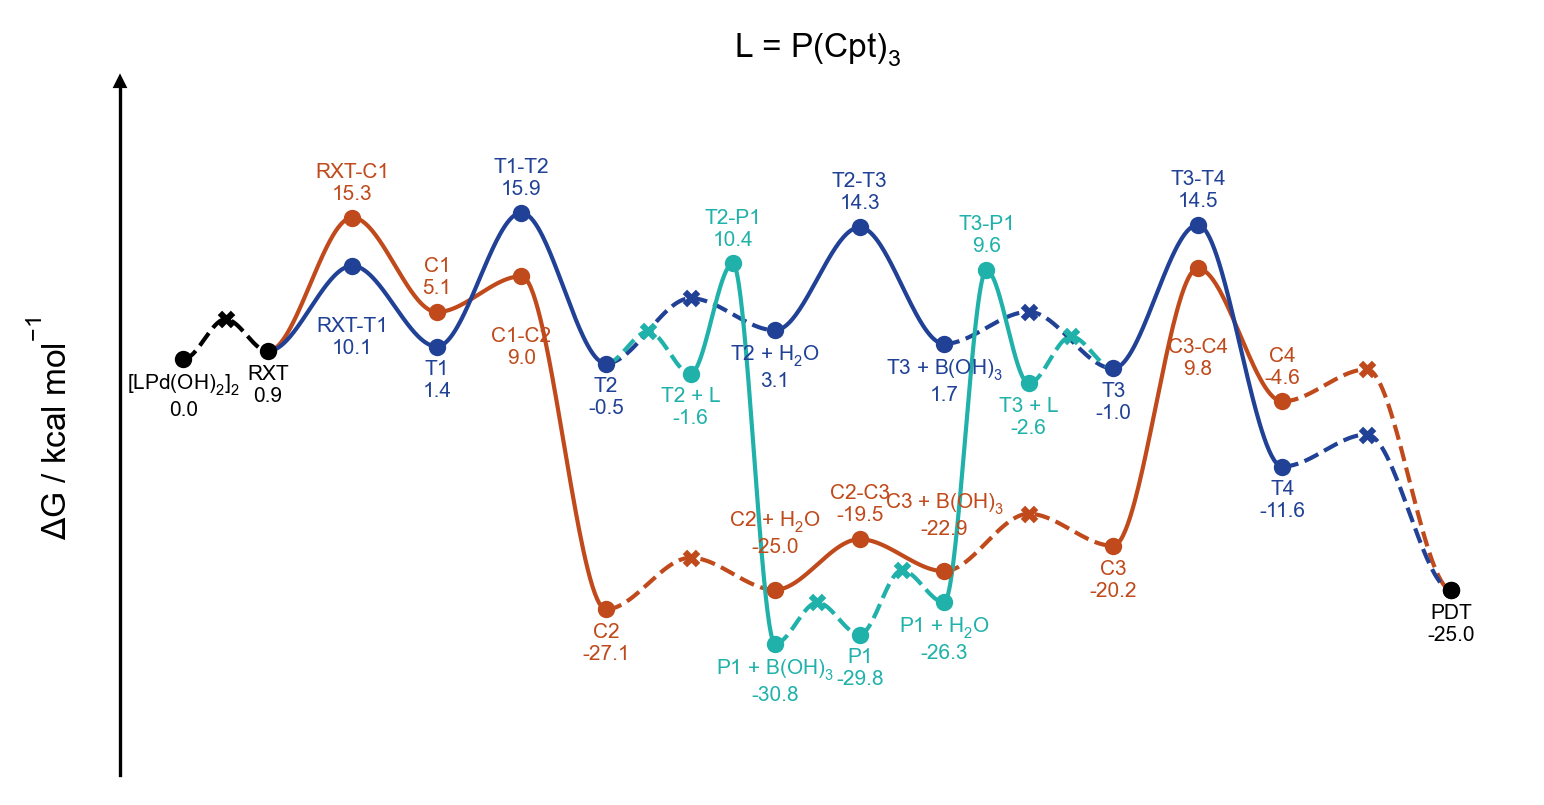 L = P(Cpt)₃
ΔG / kcal mol⁻¹
[LPd(OH)₂]₂
0.0
RXT
0.9
RXT-C1
15.3
RXT-T1
10.1
C1
5.1
T1
1.4
T1-T2
15.9
C1-C2
9.0
T2
-0.5
C2
-27.1
T2 + L
-1.6
T2-P1
10.4
T2 + H₂O
3.1
C2 + H₂O
-25.0
P1 + B(OH)₃
-30.8
T2-T3
14.3
C2-C3
-19.5
P1
-29.8
T3 + B(OH)₃
1.7
C3 + B(OH)₃
-22.9
P1 + H₂O
-26.3
T3-P1
9.6
T3 + L
-2.6
T3
-1.0
C3
-20.2
T3-T4
14.5
C3-C4
9.8
C4
-4.6
T4
-11.6
PDT
-25.0